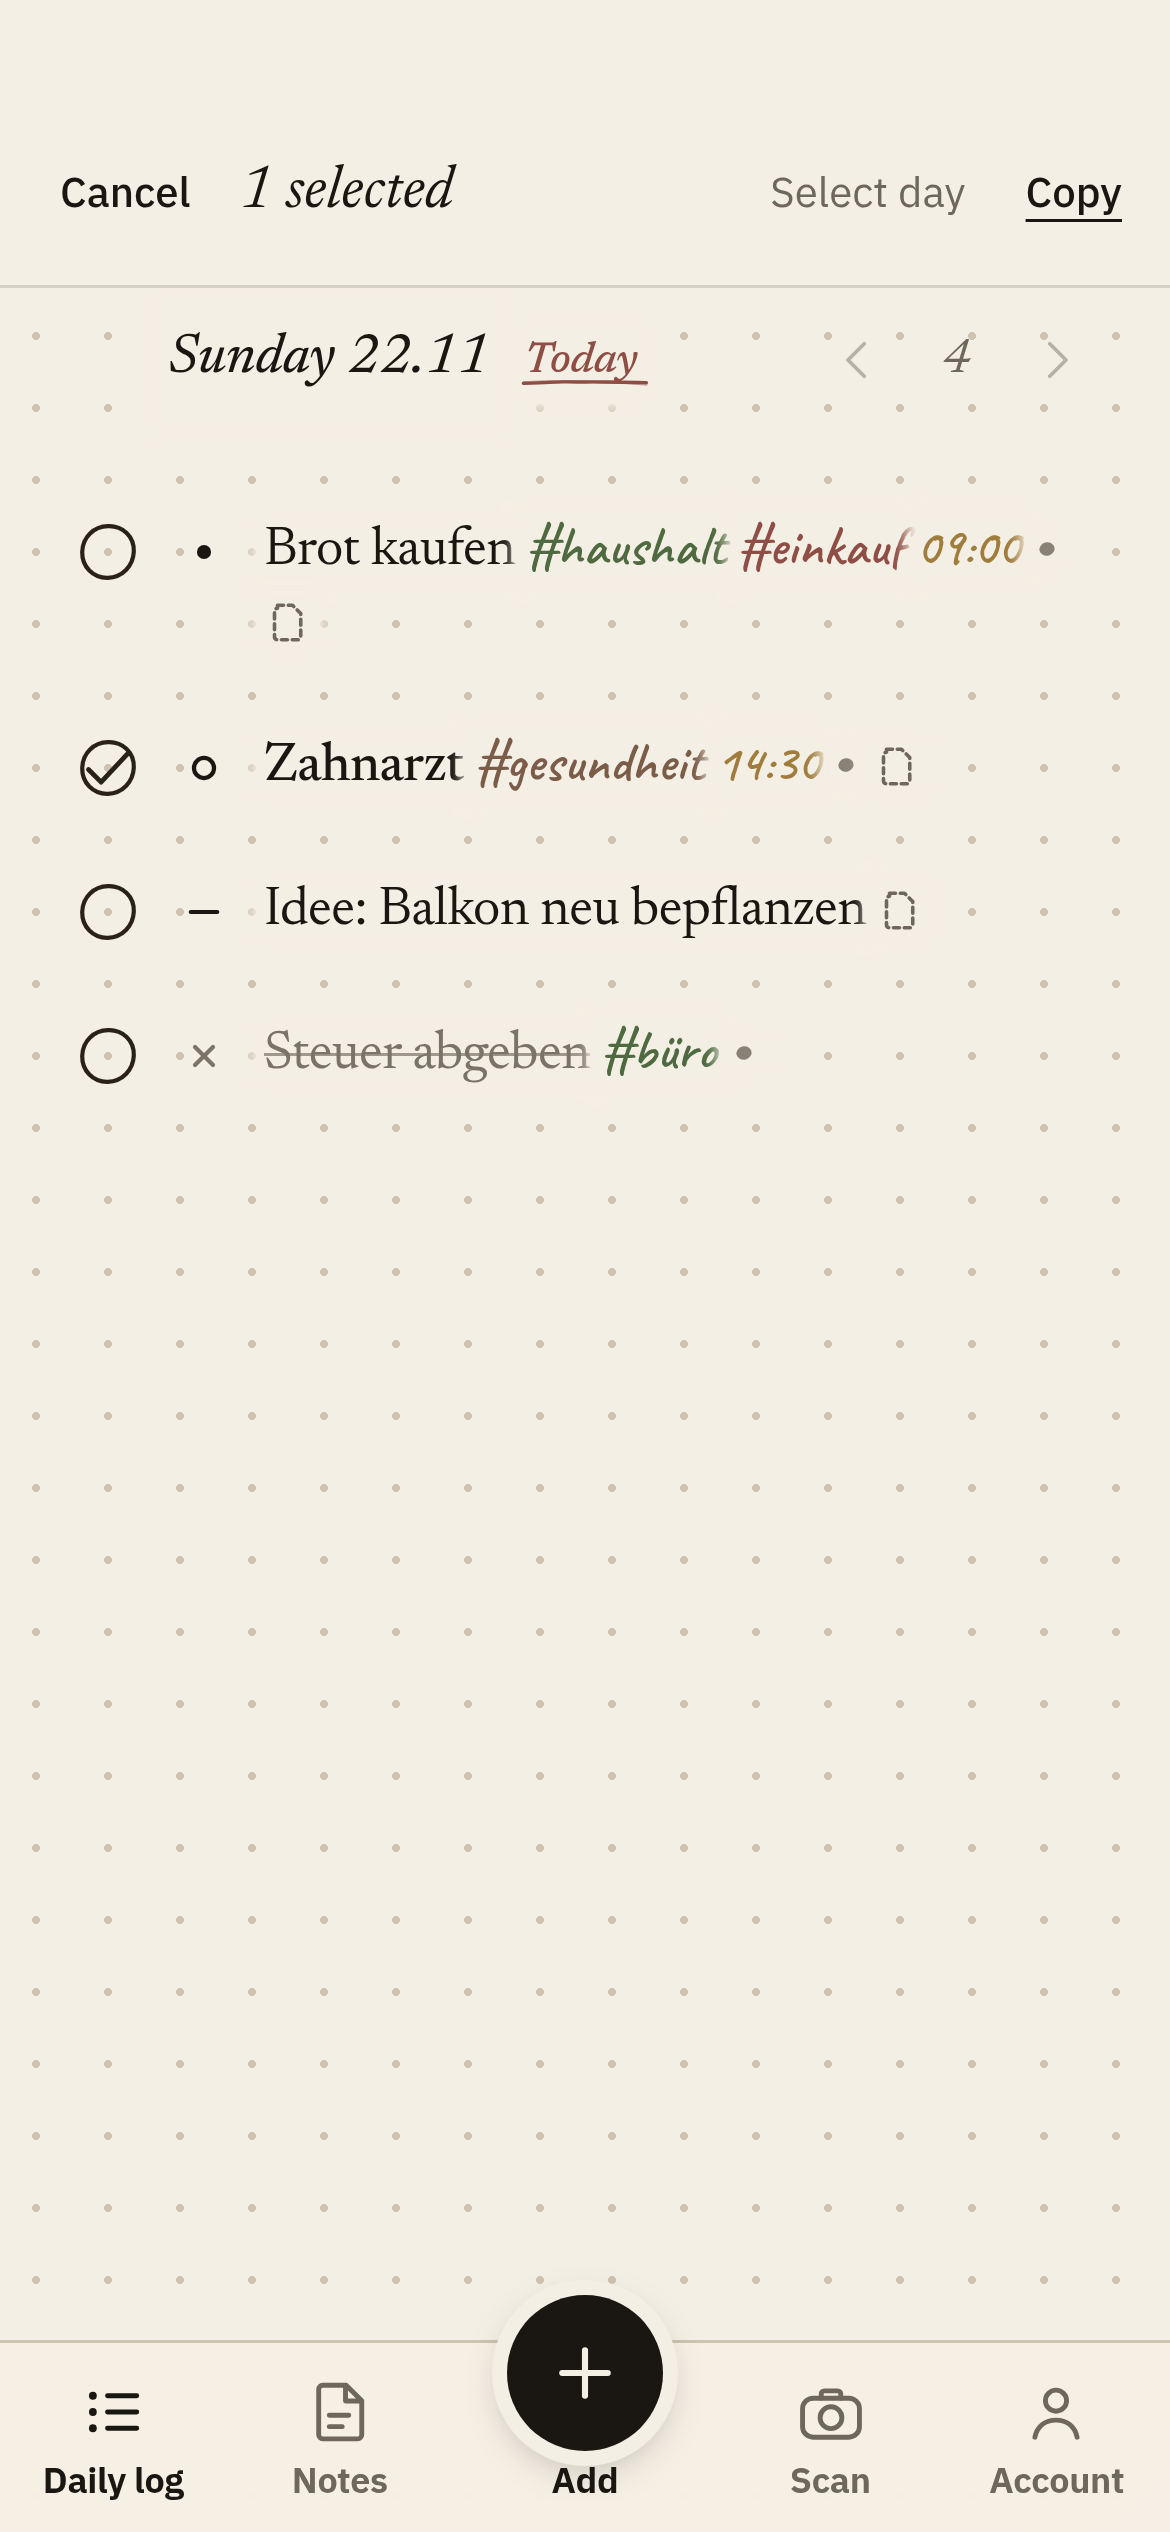 Cancel 1 selected Select day Copy
Sunday 22.11 Today 4
Brot kaufen #haushalt #einkauf 09:00
Zahnarzt #gesundheit 14:30
Idee: Balkon neu bepflanzen
Steuer abgeben #büro
Daily log Notes Add Scan Account